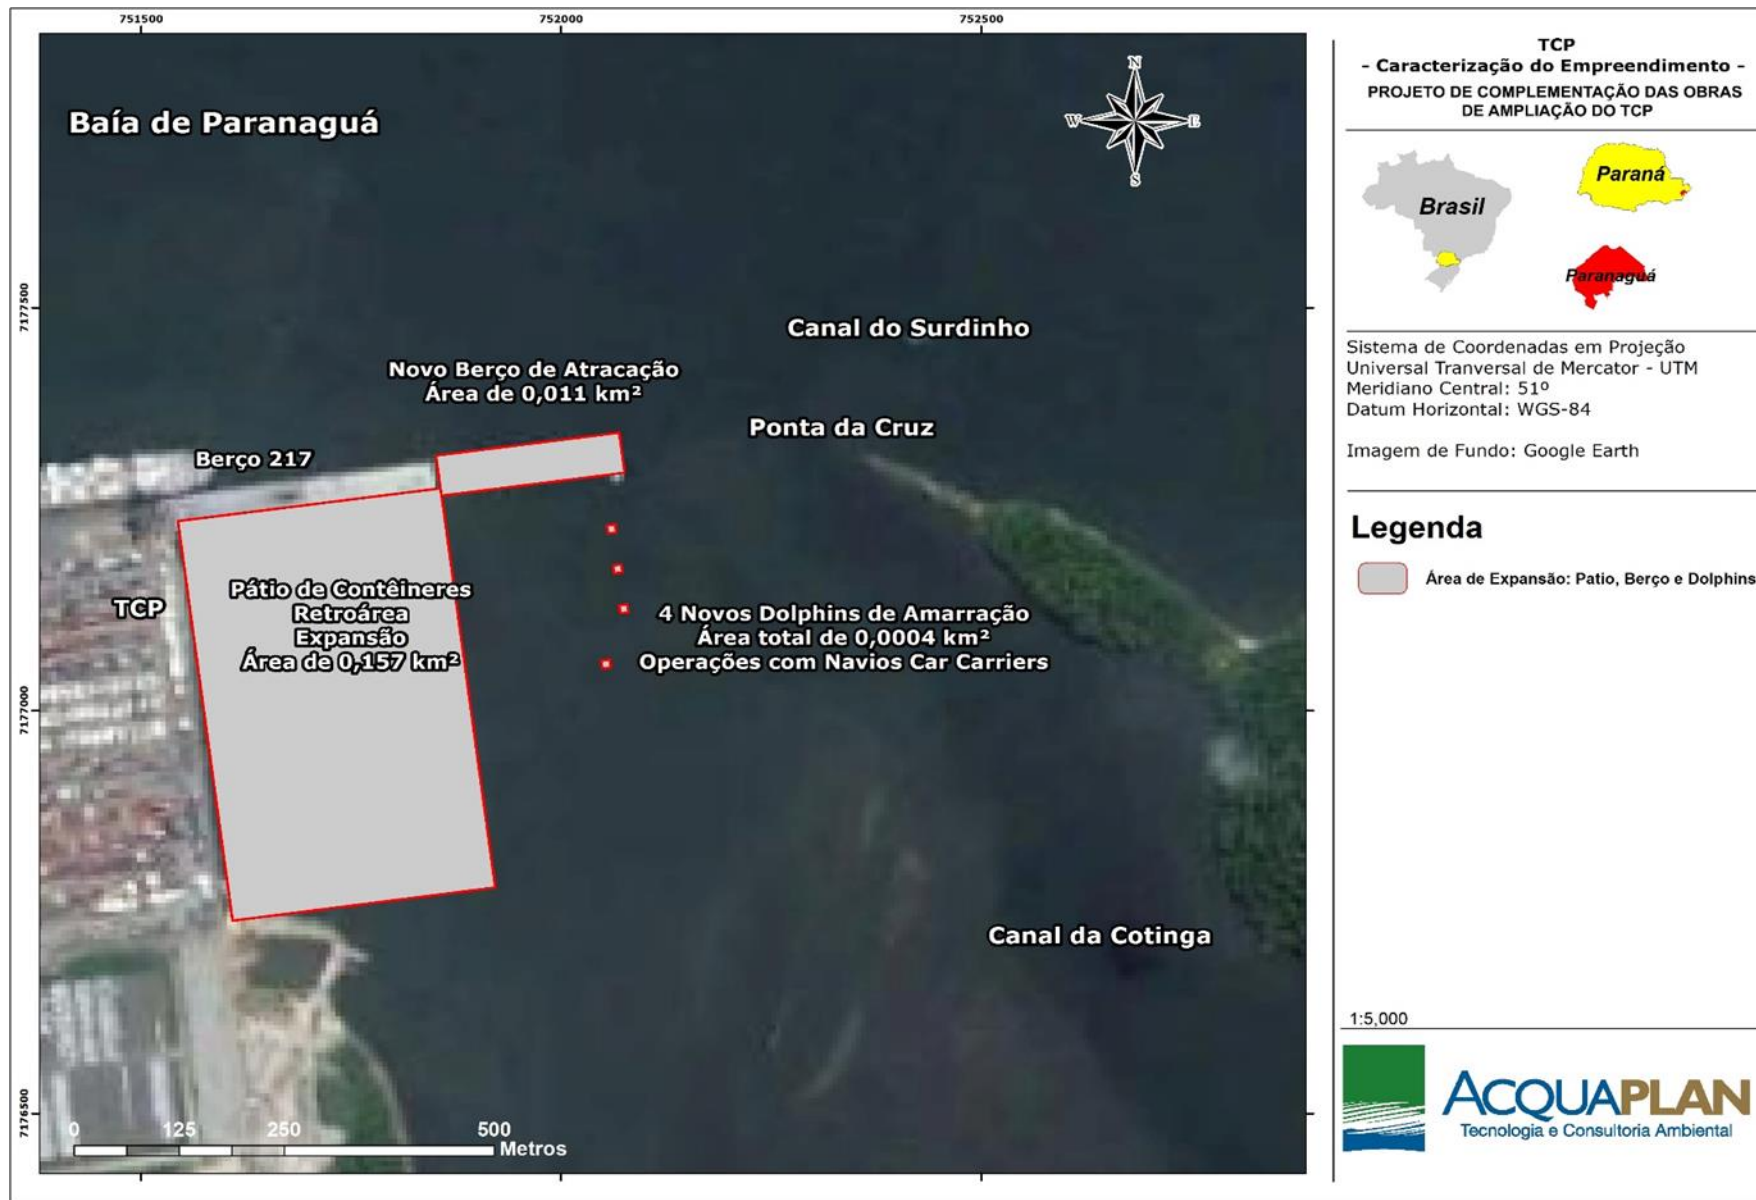 751500
752000
752500
7177500
7177000
7176500
Baía de Paranaguá
N
W
E
S
Canal do Surdinho
Novo Berço de Atracação
Área de 0,011 km²
Ponta da Cruz
Berço 217
TCP
Pátio de Contêineres
Retroárea
Expansão
Área de 0,157 km²
4 Novos Dolphins de Amarração
Área total de 0,0004 km²
Operações com Navios Car Carriers
Canal da Cotinga
0 125 250 500
Metros
TCP
- Caracterização do Empreendimento -
PROJETO DE COMPLEMENTAÇÃO DAS OBRAS
DE AMPLIAÇÃO DO TCP
Brasil
Paraná
Paranaguá
Sistema de Coordenadas em Projeção
Universal Tranversal de Mercator - UTM
Meridiano Central: 51º
Datum Horizontal: WGS-84
Imagem de Fundo: Google Earth
Legenda
Área de Expansão: Patio, Berço e Dolphins
1:5,000
ACQUAPLAN
Tecnologia e Consultoria Ambiental